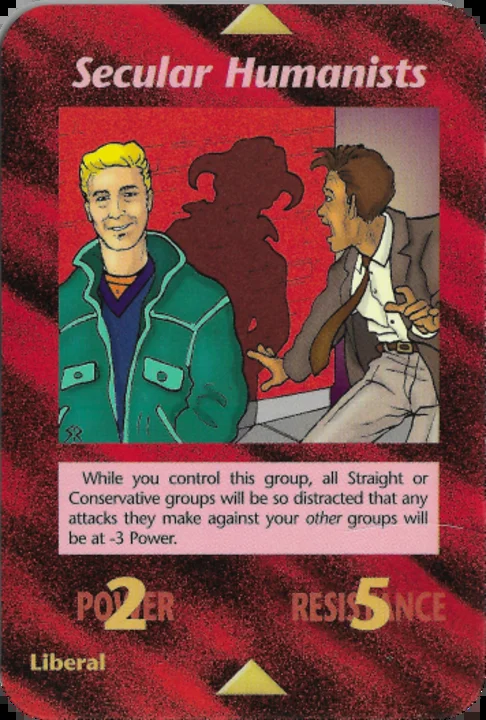 Secular Humanists
SR
While you control this group, all Straight or
Conservative groups will be so distracted that any
attacks they make against your other groups will
be at -3 Power.
POWER 2 RESISTANCE 5
Liberal